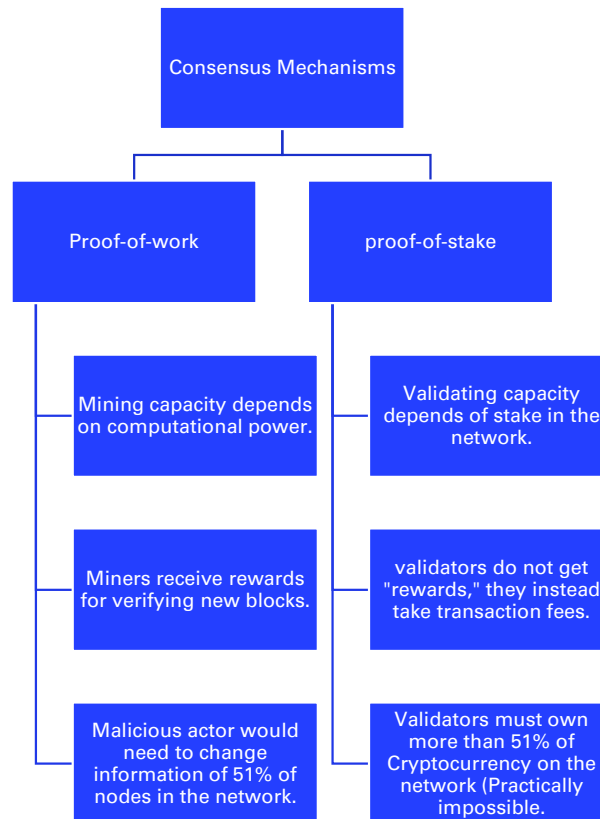 Consensus Mechanisms
Proof-of-work
proof-of-stake
Mining capacity depends
on computational power.
Validating capacity
depends of stake in the
network.
Miners receive rewards
for verifying new blocks.
validators do not get
"rewards," they instead
take transaction fees.
Malicious actor would
need to change
information of 51% of
nodes in the network.
Validators must own
more than 51% of
Cryptocurrency on the
network (Practically
impossible.